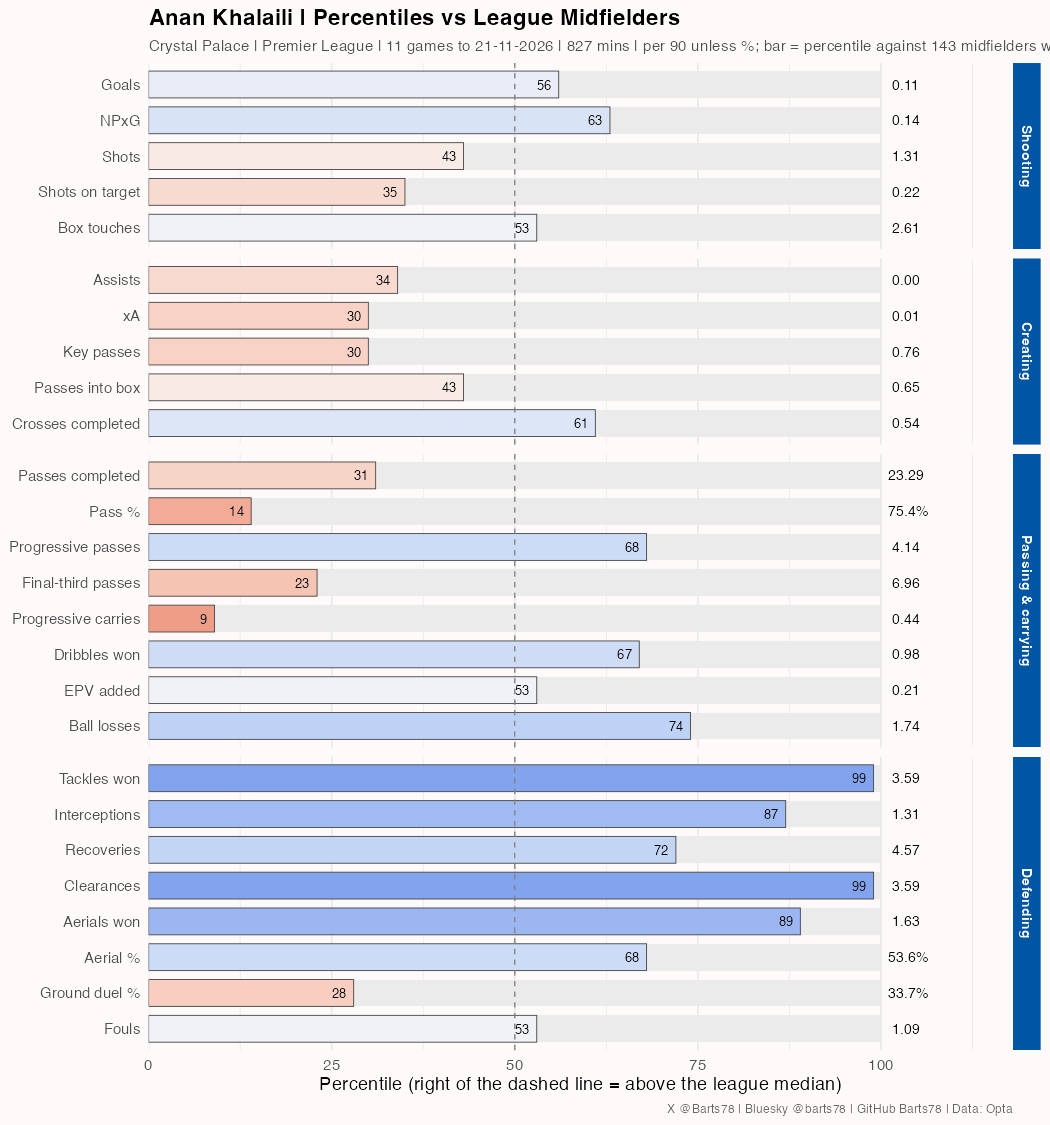 Anan Khalaili | Percentiles vs League Midfielders
Crystal Palace | Premier League | 11 games to 21-11-2026 | 827 mins | per 90 unless %; bar = percentile against 143 midfielders w
Shooting
Goals 56 0.11
NPxG 63 0.14
Shots 43 1.31
Shots on target 35 0.22
Box touches 53 2.61
Creating
Assists 34 0.00
xA 30 0.01
Key passes 30 0.76
Passes into box 43 0.65
Crosses completed 61 0.54
Passing & carrying
Passes completed 31 23.29
Pass % 14 75.4%
Progressive passes 68 4.14
Final-third passes 23 6.96
Progressive carries 9 0.44
Dribbles won 67 0.98
EPV added 53 0.21
Ball losses 74 1.74
Defending
Tackles won 99 3.59
Interceptions 87 1.31
Recoveries 72 4.57
Clearances 99 3.59
Aerials won 89 1.63
Aerial % 68 53.6%
Ground duel % 28 33.7%
Fouls 53 1.09
0 25 50 75 100
Percentile (right of the dashed line = above the league median)
X @Barts78 | Bluesky @barts78 | GitHub Barts78 | Data: Opta